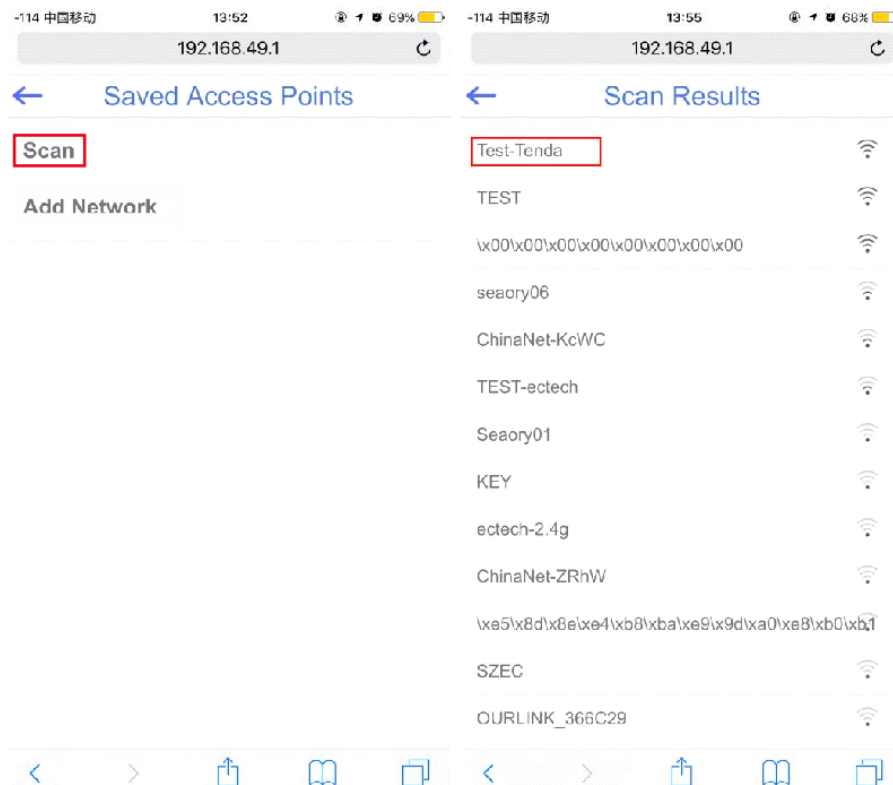 -114 中国移动 13:52 69%
192.168.49.1
Saved Access Points
Scan
Add Network
-114 中国移动 13:55 68%
192.168.49.1
Scan Results
Test-Tenda
TEST
\x00\x00\x00\x00\x00\x00\x00\x00
seaory06
ChinaNet-KcWC
TEST-ectech
Seaory01
KEY
ectech-2.4g
ChinaNet-ZRhW
\xe5\x8d\x8e\xe4\xb8\xba\xe9\x9d\xa0\xe8\xb0\xb1
SZEC
OURLINK_366C29